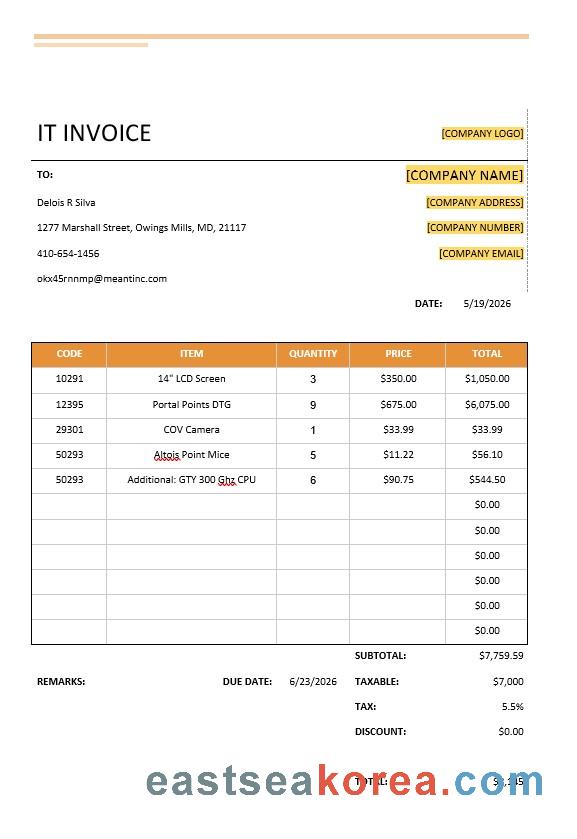 IT INVOICE
[COMPANY LOGO]
TO:
[COMPANY NAME]
Delois R Silva
[COMPANY ADDRESS]
1277 Marshall Street, Owings Mills, MD, 21117
[COMPANY NUMBER]
410-654-1456
[COMPANY EMAIL]
okx45rnnmp@meantinc.com
DATE: 5/19/2026
CODE ITEM QUANTITY PRICE TOTAL
10291 14" LCD Screen 3 $350.00 $1,050.00
12395 Portal Points DTG 9 $675.00 $6,075.00
29301 COV Camera 1 $33.99 $33.99
50293 Altois Point Mice 5 $11.22 $56.10
50293 Additional: GTY 300 Ghz CPU 6 $90.75 $544.50
$0.00
$0.00
$0.00
$0.00
$0.00
$0.00
SUBTOTAL: $7,759.59
REMARKS: DUE DATE: 6/23/2026 TAXABLE: $7,000
TAX: 5.5%
DISCOUNT: $0.00
TOTAL:
eastseakorea.com